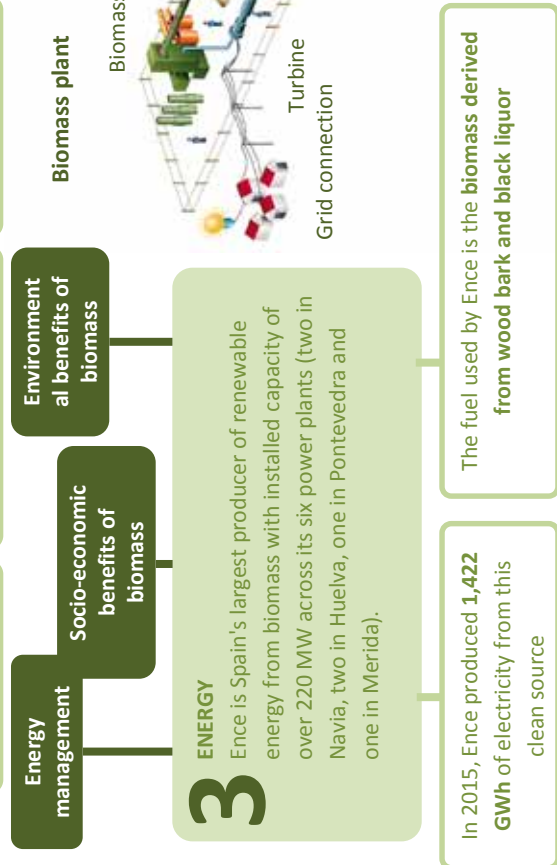 Energy
management
Socio-economic
benefits of
biomass
Environment
al benefits of
biomass
Biomass plant
Biomass
3
ENERGY
Ence is Spain's largest producer of renewable
energy from biomass with installed capacity of
over 220 MW across its six power plants (two in
Navia, two in Huelva, one in Pontevedra and
one in Merida).
Turbine
Grid connection
In 2015, Ence produced 1,422
GWh of electricity from this
clean source
The fuel used by Ence is the biomass derived
from wood bark and black liquor